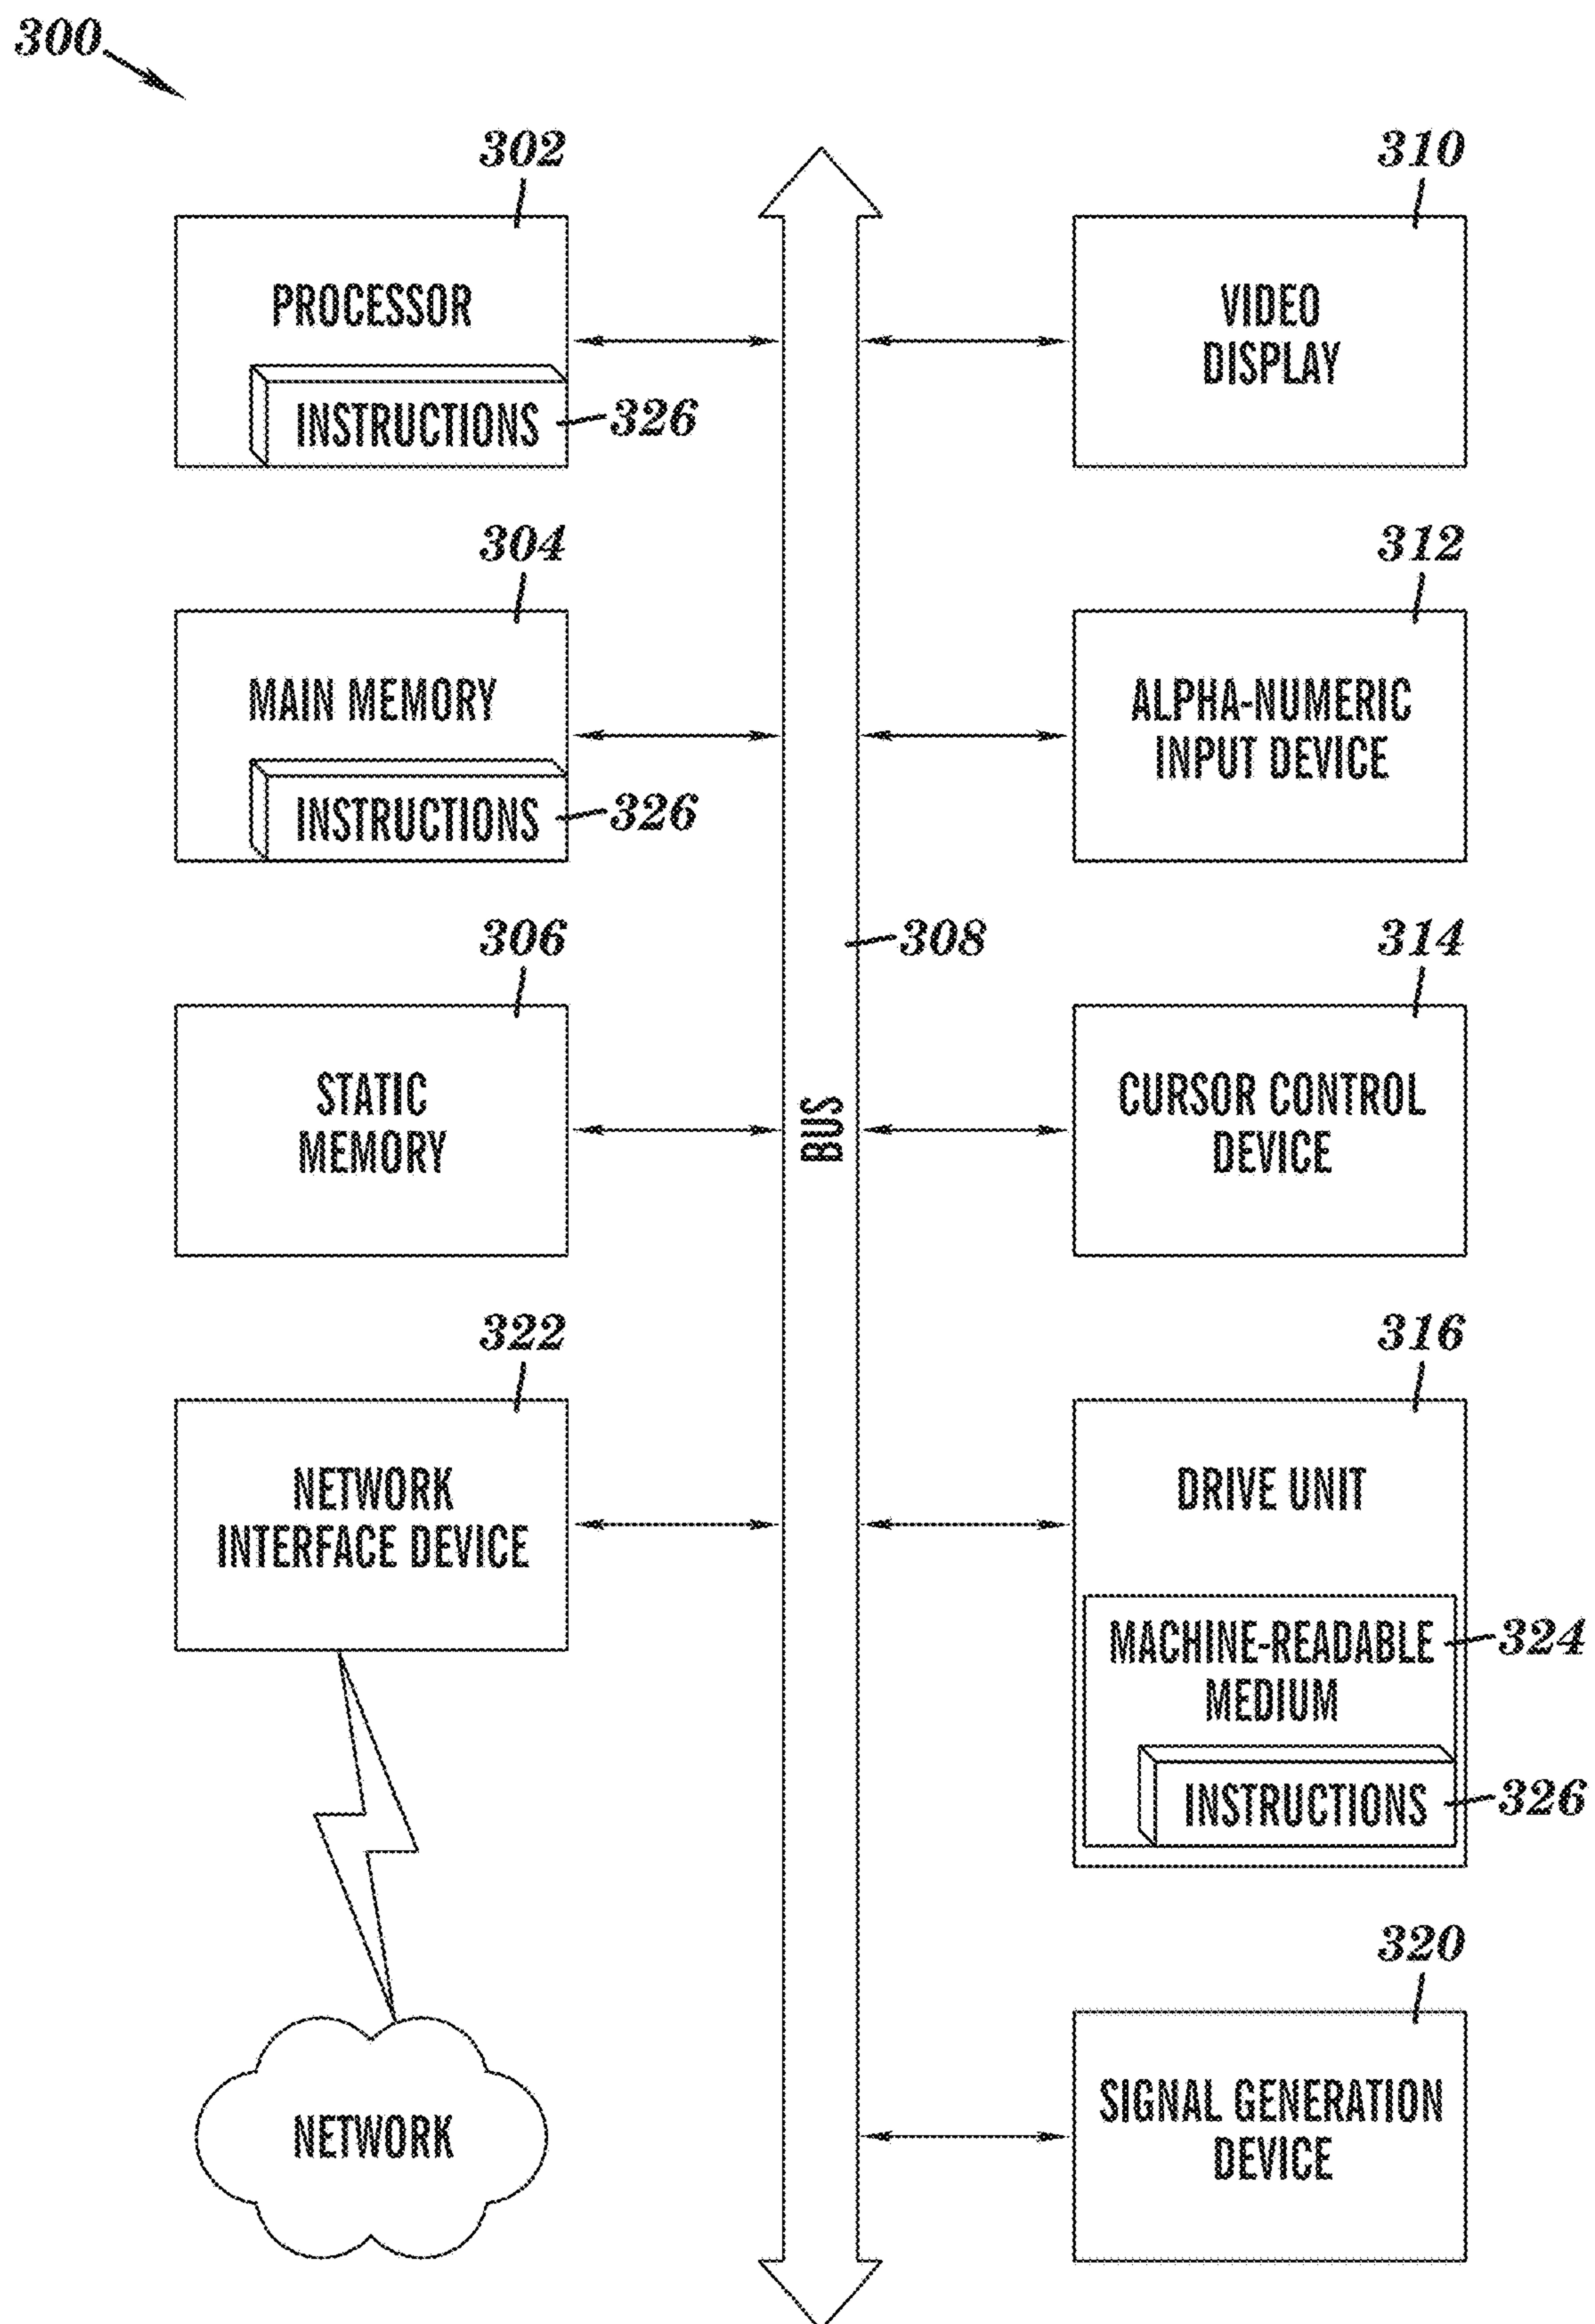 300
302
PROCESSOR
INSTRUCTIONS
326
310
VIDEO
DISPLAY
304
MAIN MEMORY
INSTRUCTIONS
326
312
ALPHA-NUMERIC
INPUT DEVICE
306
STATIC
MEMORY
308
BUS
314
CURSOR CONTROL
DEVICE
322
NETWORK
INTERFACE DEVICE
316
DRIVE UNIT
MACHINE-READABLE
MEDIUM
324
INSTRUCTIONS
326
NETWORK
320
SIGNAL GENERATION
DEVICE